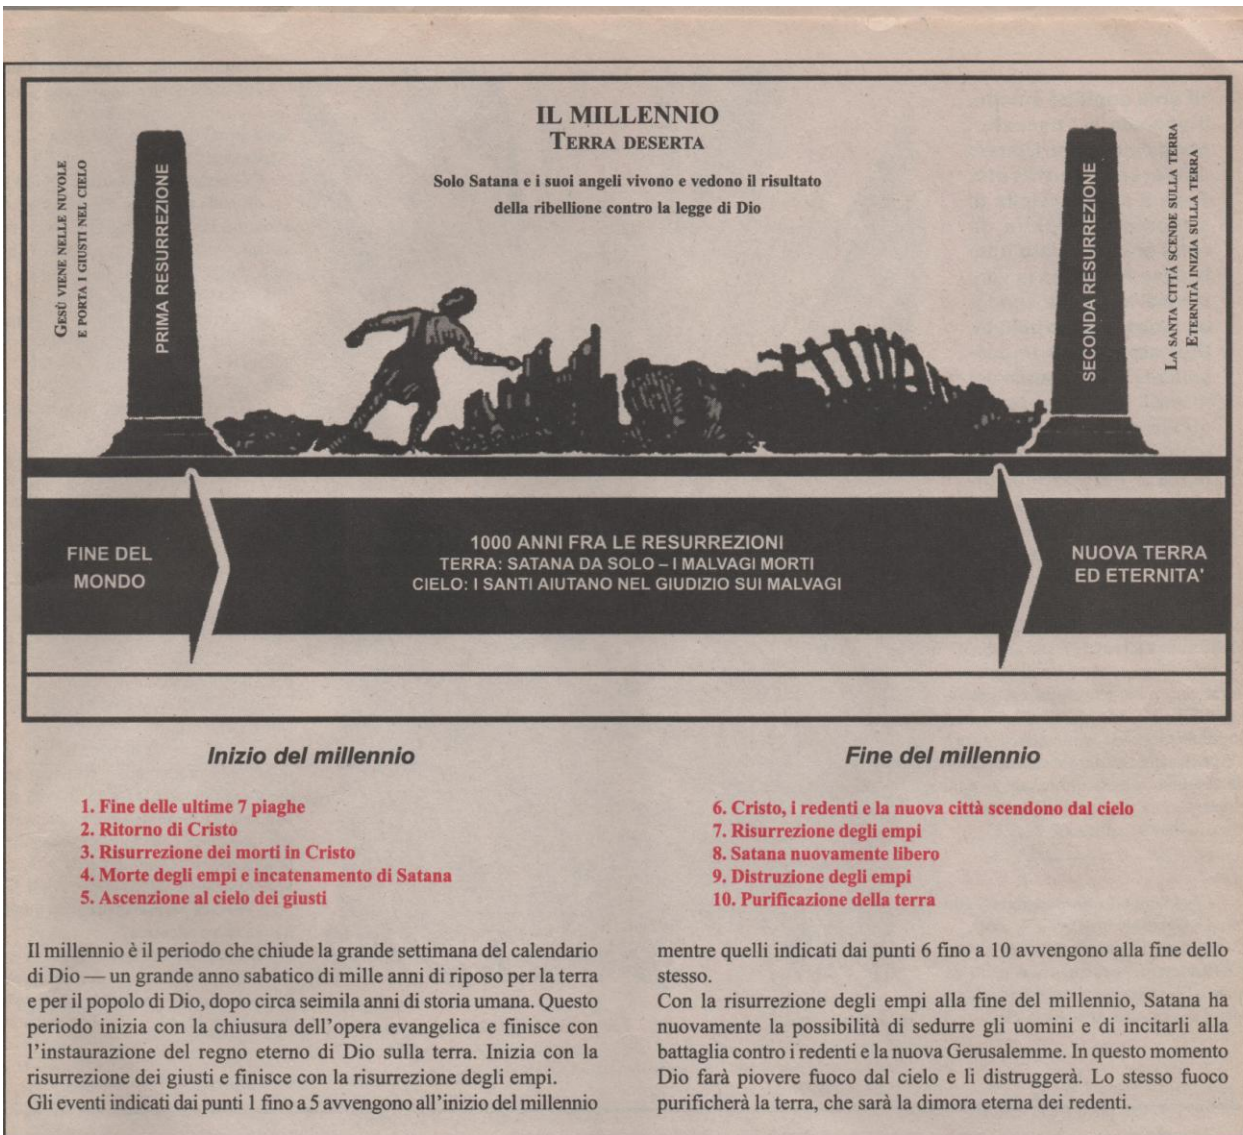 IL MILLENNIO
TERRA DESERTA
Solo Satana e i suoi angeli vivono e vedono il risultato
della ribellione contro la legge di Dio
GESÙ VIENE NELLE NUVOLE
E PORTA I GIUSTI NEL CIELO
PRIMA RESURREZIONE
SECONDA RESURREZIONE
LA SANTA CITTÁ SCENDE SULLA TERRA
ETERNITÀ INIZIA SULLA TERRA
FINE DEL
MONDO
1000 ANNI FRA LE RESURREZIONI
TERRA: SATANA DA SOLO – I MALVAGI MORTI
CIELO: I SANTI AIUTANO NEL GIUDIZIO SUI MALVAGI
NUOVA TERRA
ED ETERNITA'
Inizio del millennio
1. Fine delle ultime 7 piaghe
2. Ritorno di Cristo
3. Risurrezione dei morti in Cristo
4. Morte degli empi e incatenamento di Satana
5. Ascenzione al cielo dei giusti
Il millennio è il periodo che chiude la grande settimana del calendario
di Dio — un grande anno sabatico di mille anni di riposo per la terra
e per il popolo di Dio, dopo circa seimila anni di storia umana. Questo
periodo inizia con la chiusura dell'opera evangelica e finisce con
l'instaurazione del regno eterno di Dio sulla terra. Inizia con la
risurrezione dei giusti e finisce con la risurrezione degli empi.
Gli eventi indicati dai punti 1 fino a 5 avvengono all'inizio del millennio
Fine del millennio
6. Cristo, i redenti e la nuova città scendono dal cielo
7. Risurrezione degli empi
8. Satana nuovamente libero
9. Distruzione degli empi
10. Purificazione della terra
mentre quelli indicati dai punti 6 fino a 10 avvengono alla fine dello
stesso.
Con la risurrezione degli empi alla fine del millennio, Satana ha
nuovamente la possibilità di sedurre gli uomini e di incitarli alla
battaglia contro i redenti e la nuova Gerusalemme. In questo momento
Dio farà piovere fuoco dal cielo e li distruggerà. Lo stesso fuoco
purificherà la terra, che sarà la dimora eterna dei redenti.